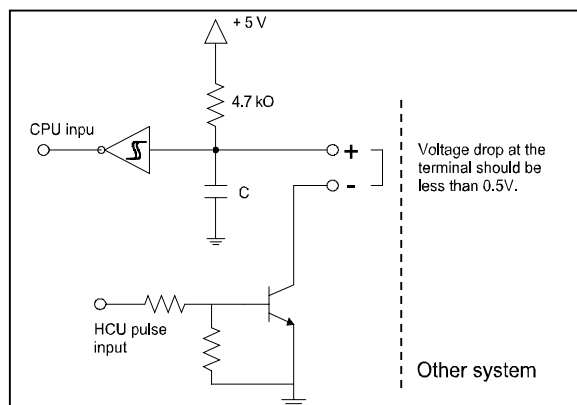 + 5 V
4.7 kO
CPU inpu
+
Voltage drop at the
terminal should be
less than 0.5V.
-
C
HCU pulse
input
Other system